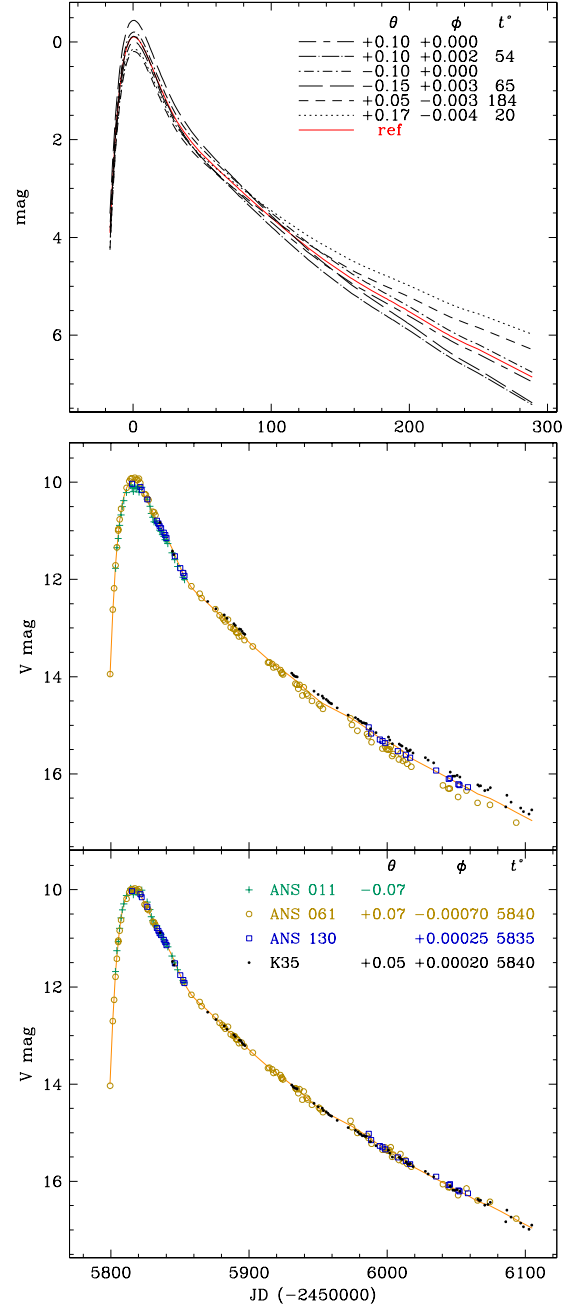 θ φ t°
+0.10 +0.000
+0.10 +0.002 54
−0.10 +0.000
−0.15 +0.003 65
+0.05 −0.003 184
+0.17 −0.004 20
ref
0
2
4
6
mag
0 100 200 300
10
12
14
16
V mag
θ φ t°
ANS 011 −0.07
ANS 061 +0.07 −0.00070 5840
ANS 130 +0.00025 5835
K35 +0.05 +0.00020 5840
10
12
14
16
V mag
5800 5900 6000 6100
JD (−2450000)